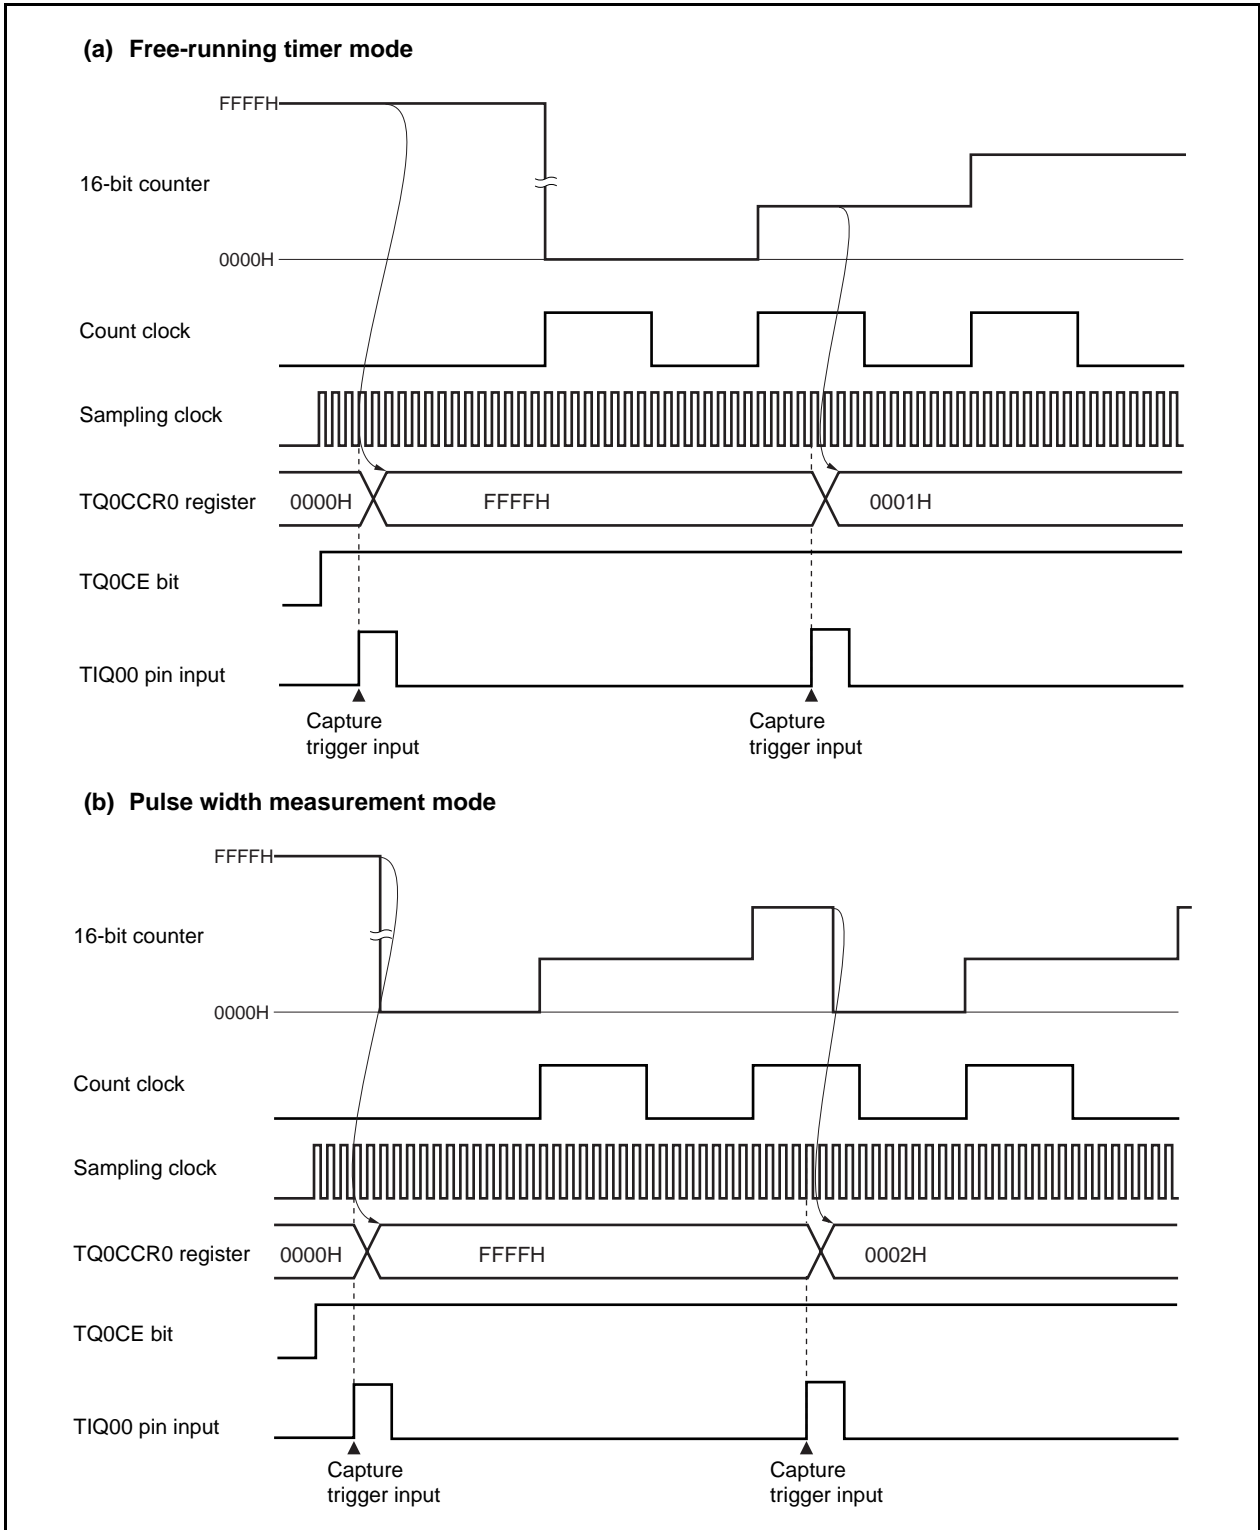 (a) Free-running timer mode
FFFFH
16-bit counter
0000H
Count clock
Sampling clock
TQ0CCR0 register
0000H
FFFFH
0001H
TQ0CE bit
TIQ00 pin input
Capture
trigger input
Capture
trigger input
(b) Pulse width measurement mode
FFFFH
16-bit counter
0000H
Count clock
Sampling clock
TQ0CCR0 register
0000H
FFFFH
0002H
TQ0CE bit
TIQ00 pin input
Capture
trigger input
Capture
trigger input